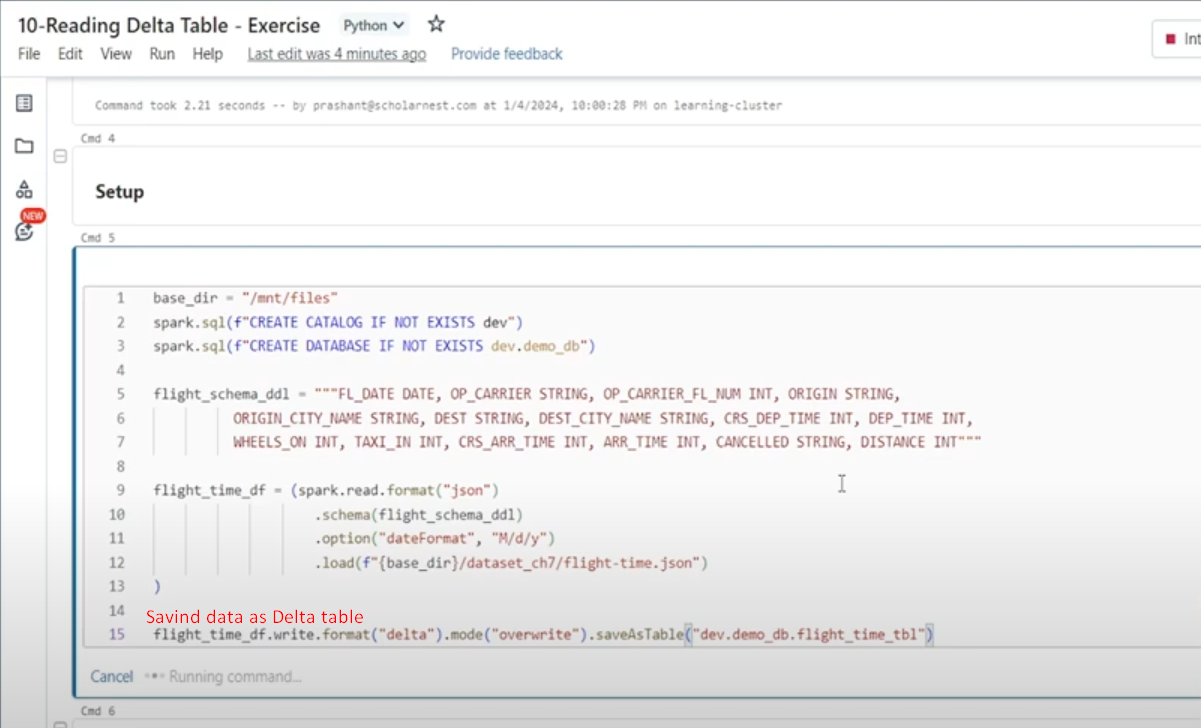 10-Reading Delta Table - Exercise Python
File Edit View Run Help Last edit was 4 minutes ago Provide feedback
Int
Command took 2.21 seconds -- by prashant@scholarnest.com at 1/4/2024, 10:00:28 PM on learning-cluster
Cmd 4
Setup
NEW
Cmd 5
1 base_dir = "/mnt/files"
2 spark.sql(f"CREATE CATALOG IF NOT EXISTS dev")
3 spark.sql(f"CREATE DATABASE IF NOT EXISTS dev.demo_db")
4
5 flight_schema_ddl = """FL_DATE DATE, OP_CARRIER STRING, OP_CARRIER_FL_NUM INT, ORIGIN STRING,
6 ORIGIN_CITY_NAME STRING, DEST STRING, DEST_CITY_NAME STRING, CRS_DEP_TIME INT, DEP_TIME INT,
7 WHEELS_ON INT, TAXI_IN INT, CRS_ARR_TIME INT, ARR_TIME INT, CANCELLED STRING, DISTANCE INT"""
8
9 flight_time_df = (spark.read.format("json")
10 .schema(flight_schema_ddl)
11 .option("dateFormat", "M/d/y")
12 .load(f"{base_dir}/dataset_ch7/flight-time.json")
13 )
14
Savind data as Delta table
15 flight_time_df.write.format("delta").mode("overwrite").saveAsTable("dev.demo_db.flight_time_tbl")
Cancel Running command...
Cmd 6